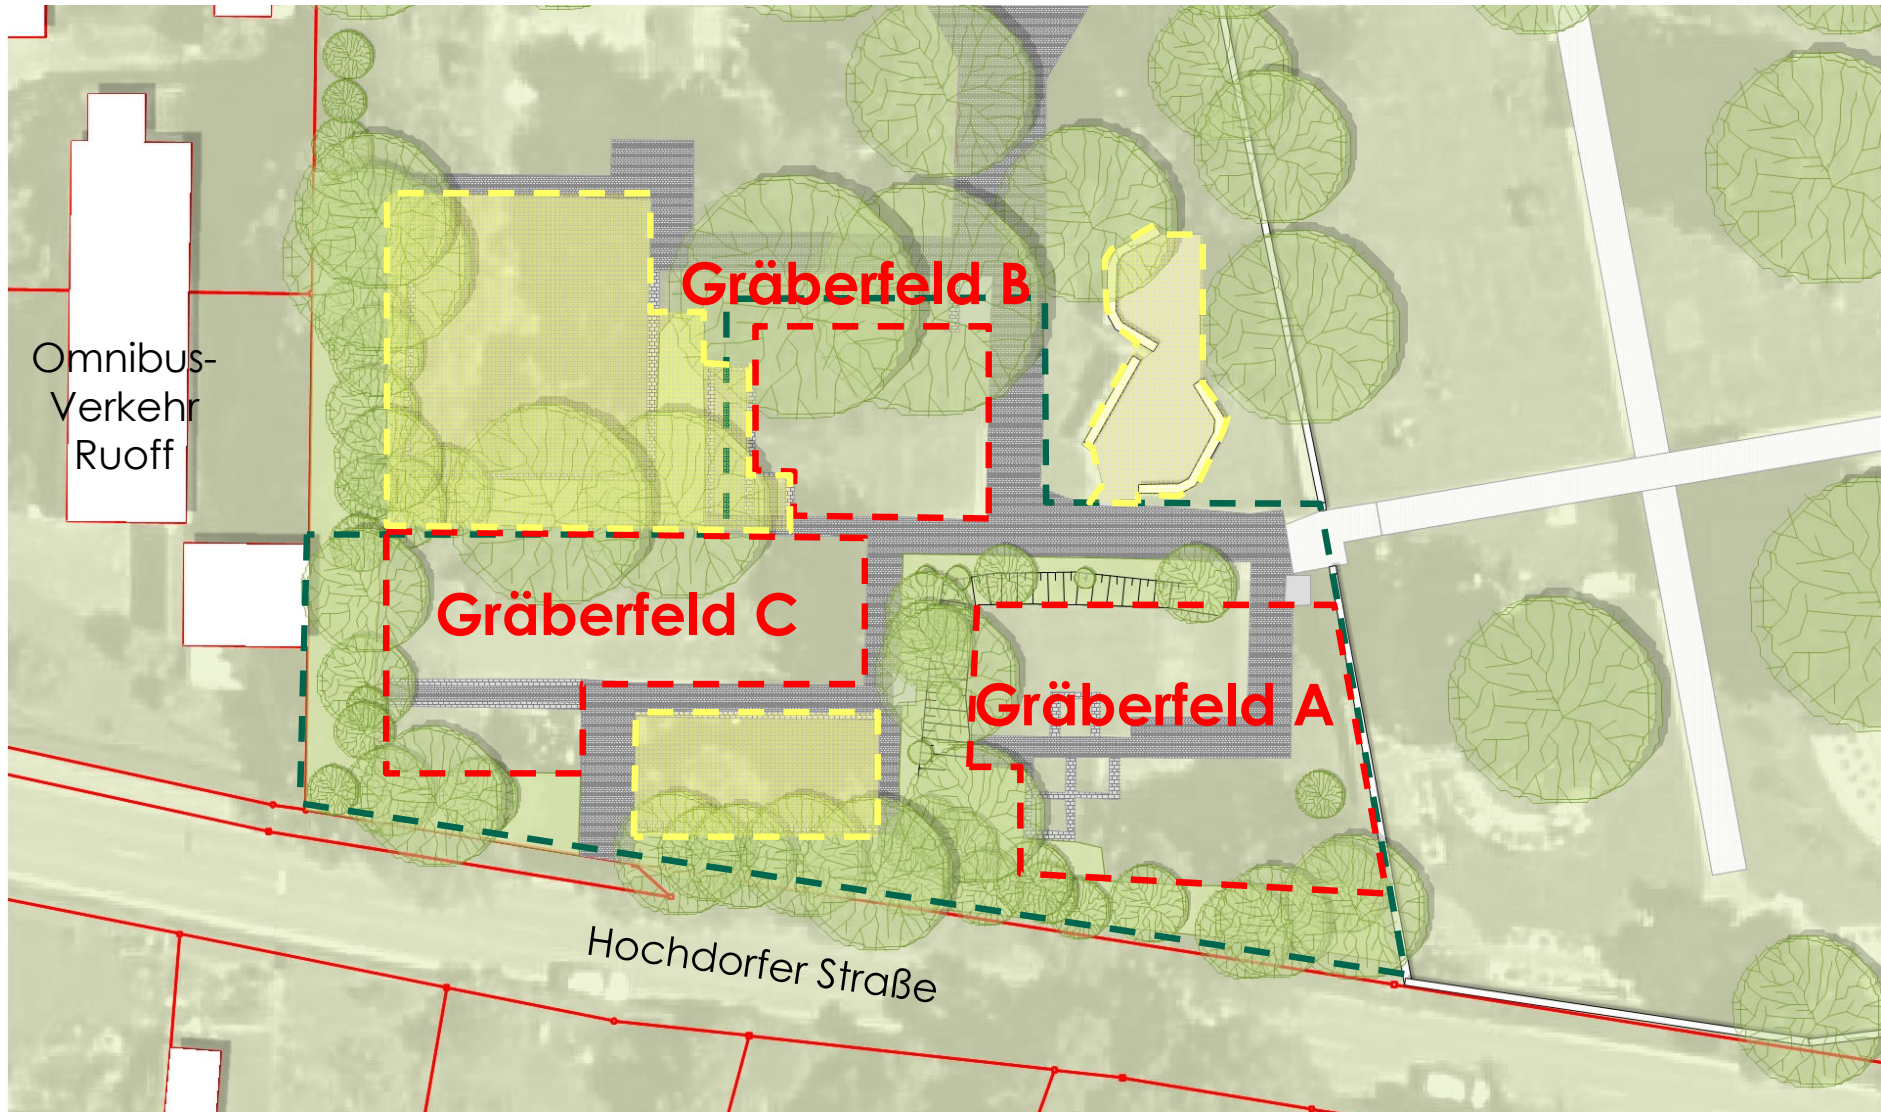 Gräberfeld B
Omnibus-
Verkehr
Ruoff
Gräberfeld C
Gräberfeld A
Hochdorfer Straße